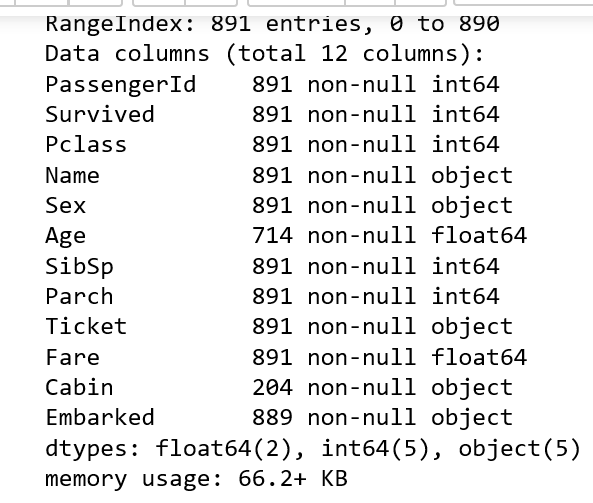 RangeIndex: 891 entries, 0 to 890
Data columns (total 12 columns):
PassengerId    891 non-null int64
Survived       891 non-null int64
Pclass         891 non-null int64
Name           891 non-null object
Sex            891 non-null object
Age            714 non-null float64
SibSp          891 non-null int64
Parch          891 non-null int64
Ticket         891 non-null object
Fare           891 non-null float64
Cabin          204 non-null object
Embarked       889 non-null object
dtypes: float64(2), int64(5), object(5)
memory usage: 66.2+ KB